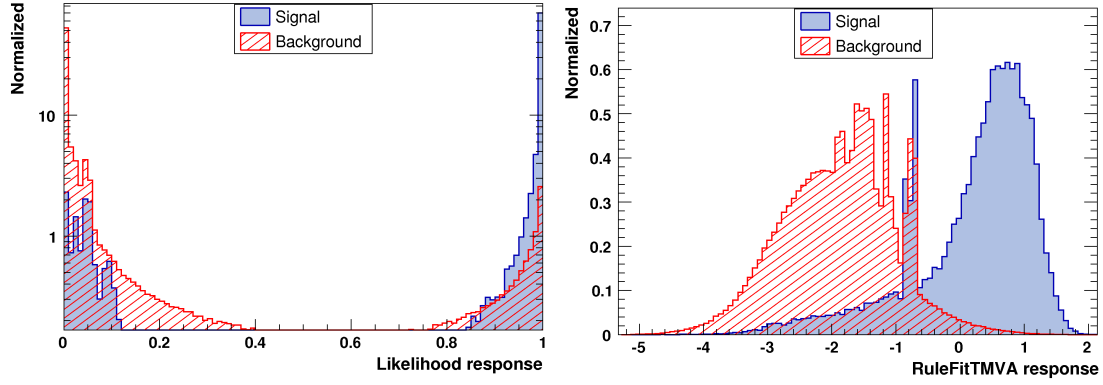 Normalized
10
1
Signal
Background
0 0.2 0.4 0.6 0.8 1
Likelihood response
Normalized
0.7
0.6
0.5
0.4
0.3
0.2
0.1
0
Signal
Background
-5 -4 -3 -2 -1 0 1 2
RuleFitTMVA response